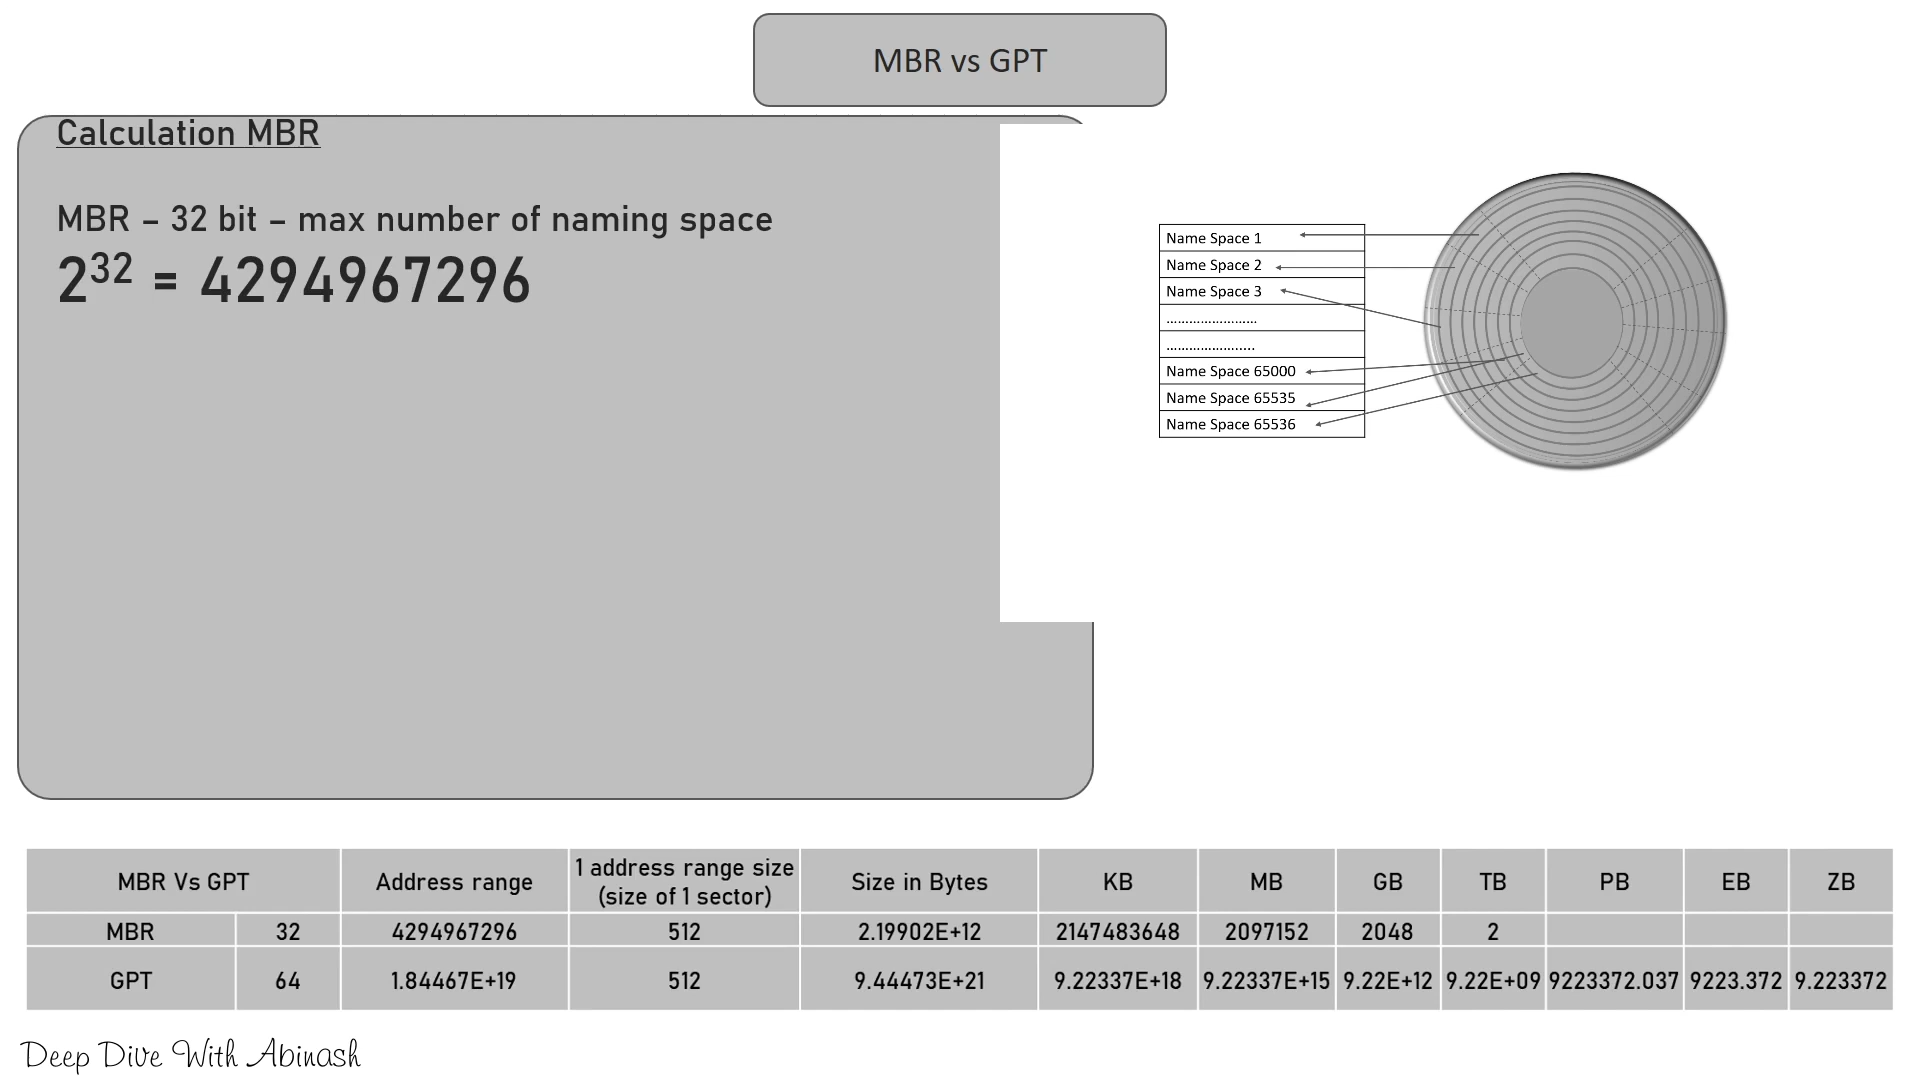 MBR vs GPT
Calculation MBR
MBR – 32 bit – max number of naming space
2³² = 4294967296
Name Space 1
Name Space 2
Name Space 3
........................
........................
Name Space 65000
Name Space 65535
Name Space 65536
MBR Vs GPT Address range 1 address range size (size of 1 sector) Size in Bytes KB MB GB TB PB EB ZB
MBR 32 4294967296 512 2.19902E+12 2147483648 2097152 2048 2
GPT 64 1.84467E+19 512 9.44473E+21 9.22337E+18 9.22337E+15 9.22E+12 9.22E+09 9223372.037 9223.372 9.223372
Deep Dive With Abinash